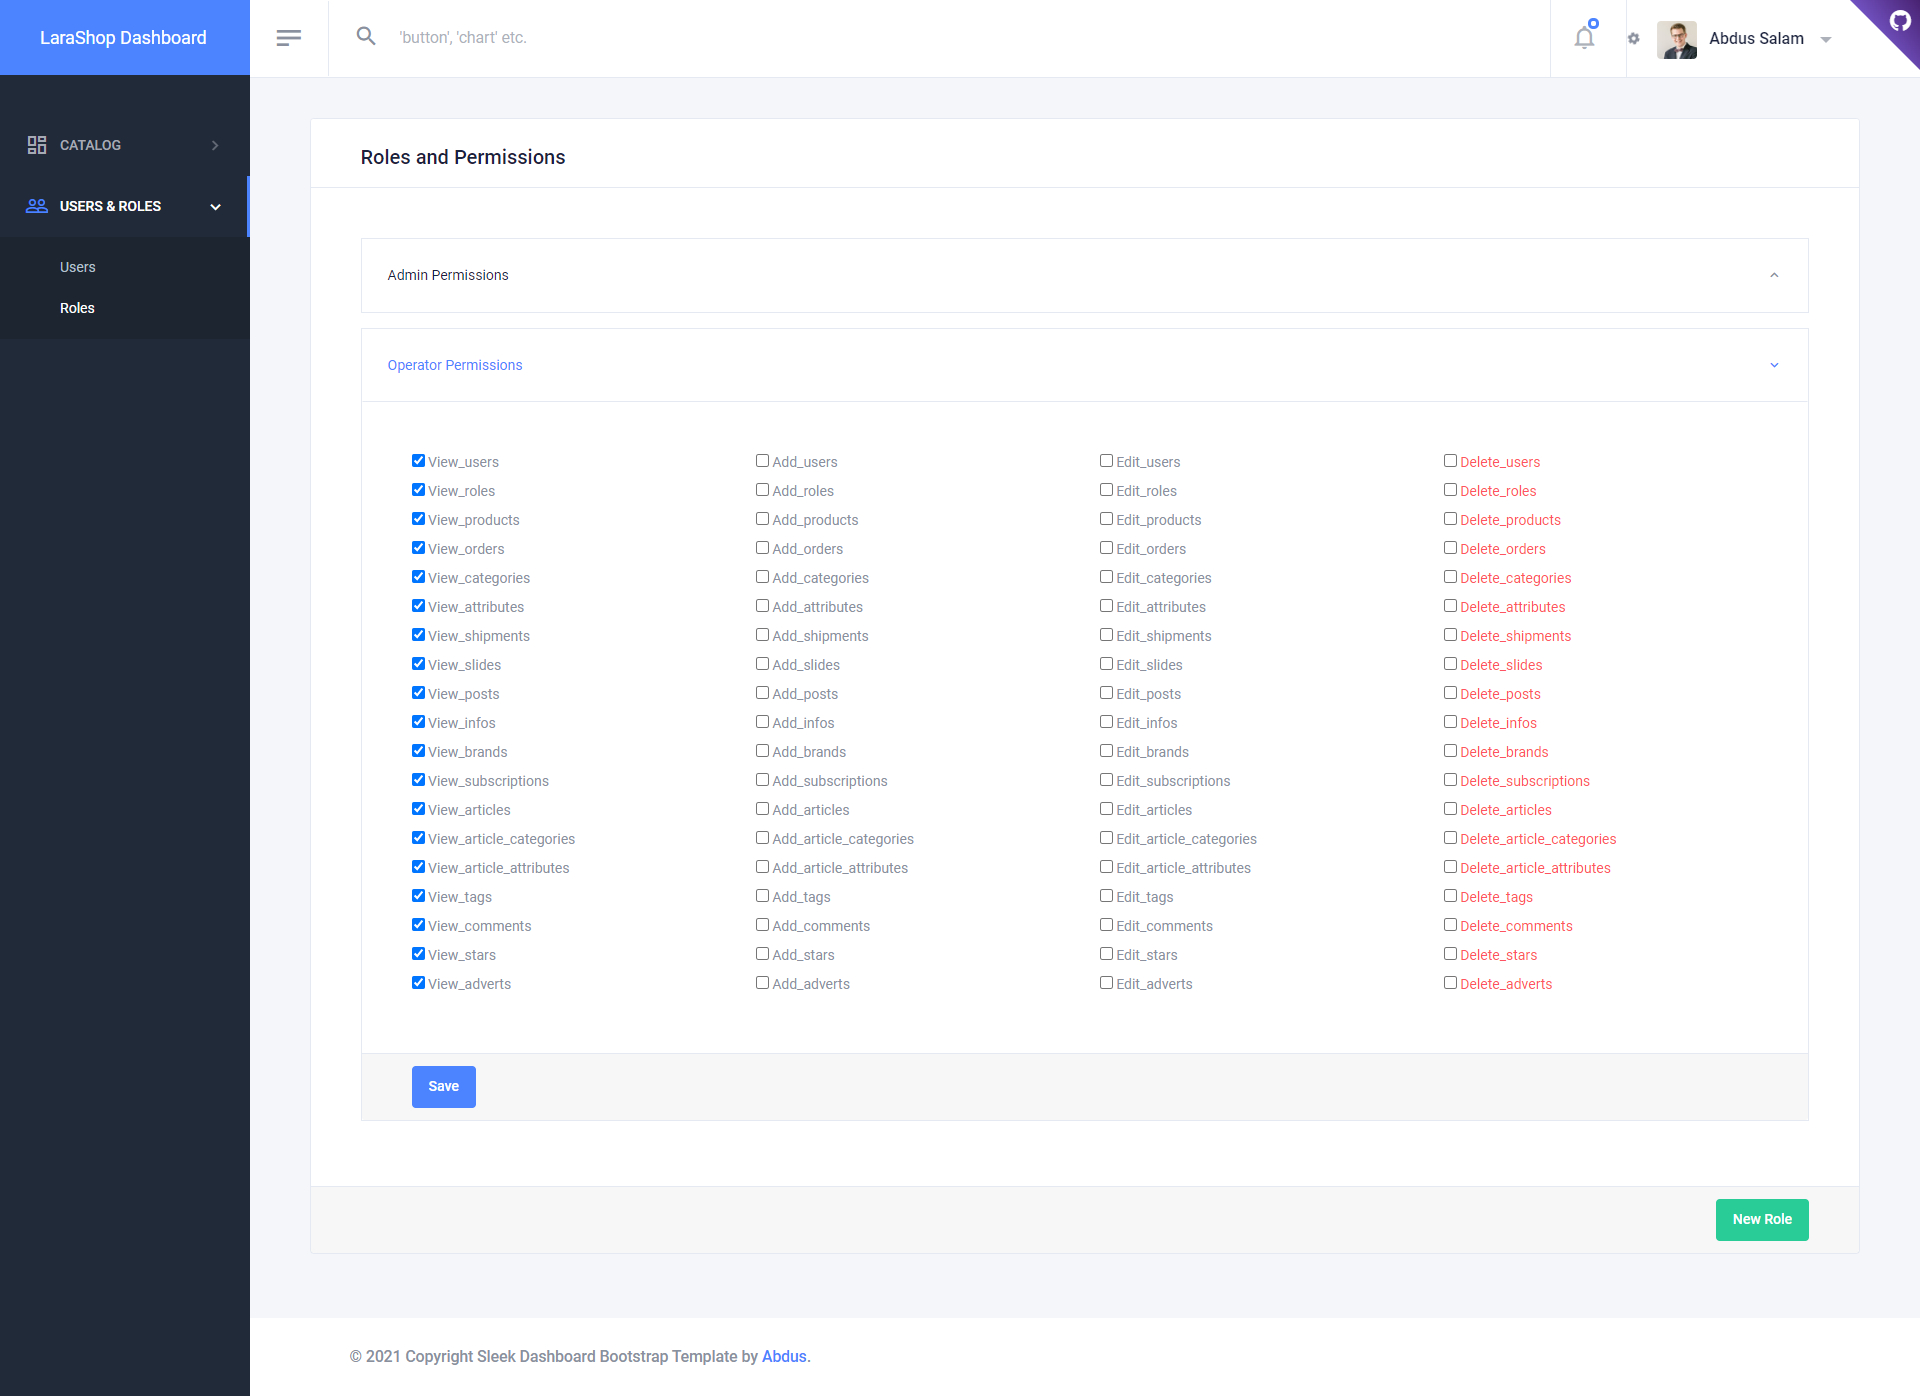 LaraShop Dashboard
'button', 'chart' etc.
Abdus Salam
CATALOG
USERS & ROLES
Users
Roles
Roles and Permissions
Admin Permissions
Operator Permissions
View_users Add_users Edit_users Delete_users
View_roles Add_roles Edit_roles Delete_roles
View_products Add_products Edit_products Delete_products
View_orders Add_orders Edit_orders Delete_orders
View_categories Add_categories Edit_categories Delete_categories
View_attributes Add_attributes Edit_attributes Delete_attributes
View_shipments Add_shipments Edit_shipments Delete_shipments
View_slides Add_slides Edit_slides Delete_slides
View_posts Add_posts Edit_posts Delete_posts
View_infos Add_infos Edit_infos Delete_infos
View_brands Add_brands Edit_brands Delete_brands
View_subscriptions Add_subscriptions Edit_subscriptions Delete_subscriptions
View_articles Add_articles Edit_articles Delete_articles
View_article_categories Add_article_categories Edit_article_categories Delete_article_categories
View_article_attributes Add_article_attributes Edit_article_attributes Delete_article_attributes
View_tags Add_tags Edit_tags Delete_tags
View_comments Add_comments Edit_comments Delete_comments
View_stars Add_stars Edit_stars Delete_stars
View_adverts Add_adverts Edit_adverts Delete_adverts
Save
New Role
© 2021 Copyright Sleek Dashboard Bootstrap Template by Abdus.